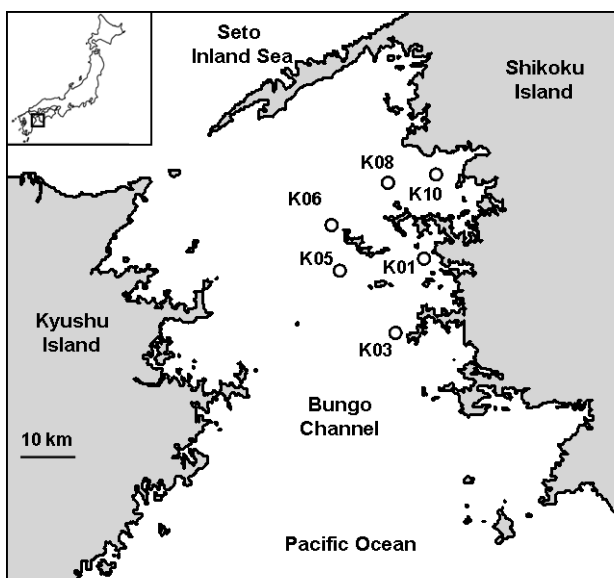 Seto
Inland Sea
Shikoku
Island
K08
K10
K06
K05
K01
Kyushu
Island
K03
Bungo
Channel
10 km
Pacific Ocean